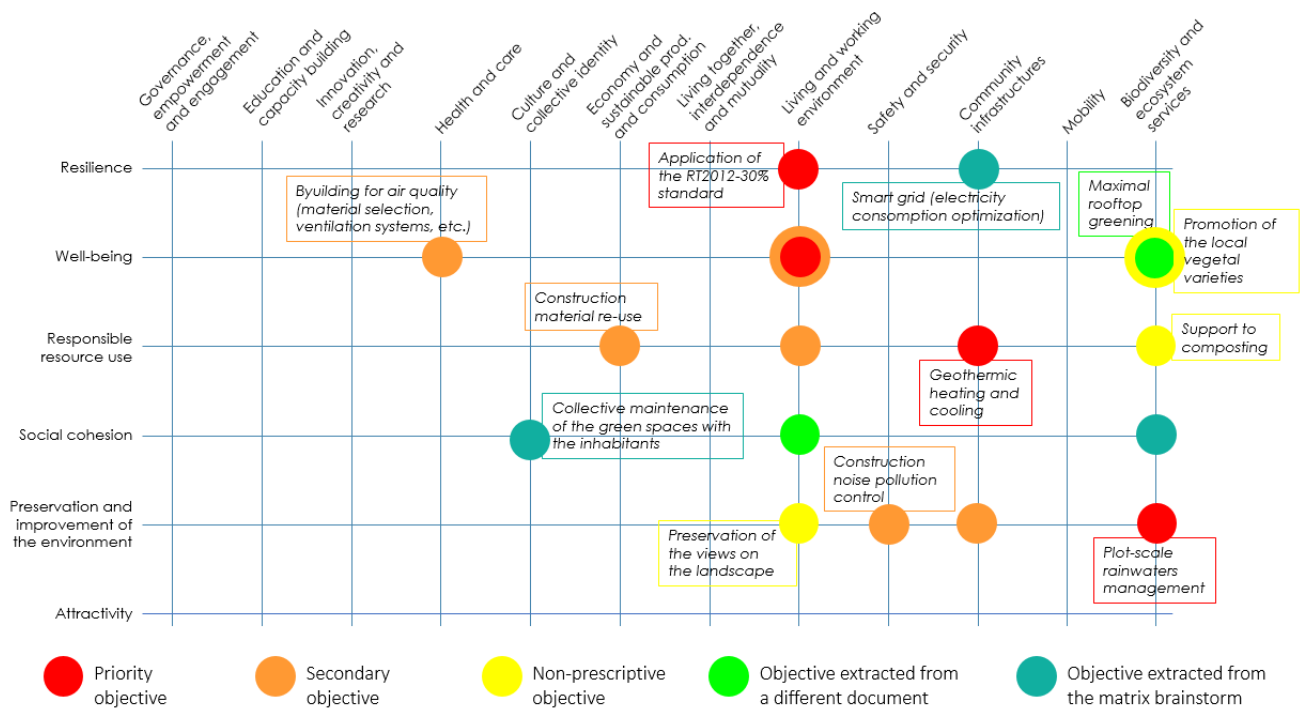 Governance,
empowerment
and engagement
Education and
capacity building
Innovation,
creativity and
research
Health and care
Culture and
collective identity
Economy and
sustainable prod.
and consumption
Living together,
interdependence
and mutuality
Living and working
environment
Safety and security
Community
infrastructures
Mobility
Biodiversity and
ecosystem
services
Resilience
Application of
the RT2012-30%
standard
Byuilding for air quality
(material selection,
ventilation systems, etc.)
Smart grid (electricity
consomption optimization)
Maximal
rooftop
greening
Well-being
Promotion of
the local
vegetal
varieties
Construction
material re-use
Responsible
resource use
Support to
composting
Geothermic
heating and
cooling
Social cohesion
Collective maintenance
of the green spaces with
the inhabitants
Construction
noise pollution
control
Preservation and
improvement of
the environment
Preservation of
the views on
the landscape
Plot-scale
rainwaters
management
Attractivity
Priority
objective
Secondary
objective
Non-prescriptive
objective
Objective extracted from
a different document
Objective extracted from
the matrix brainstorm